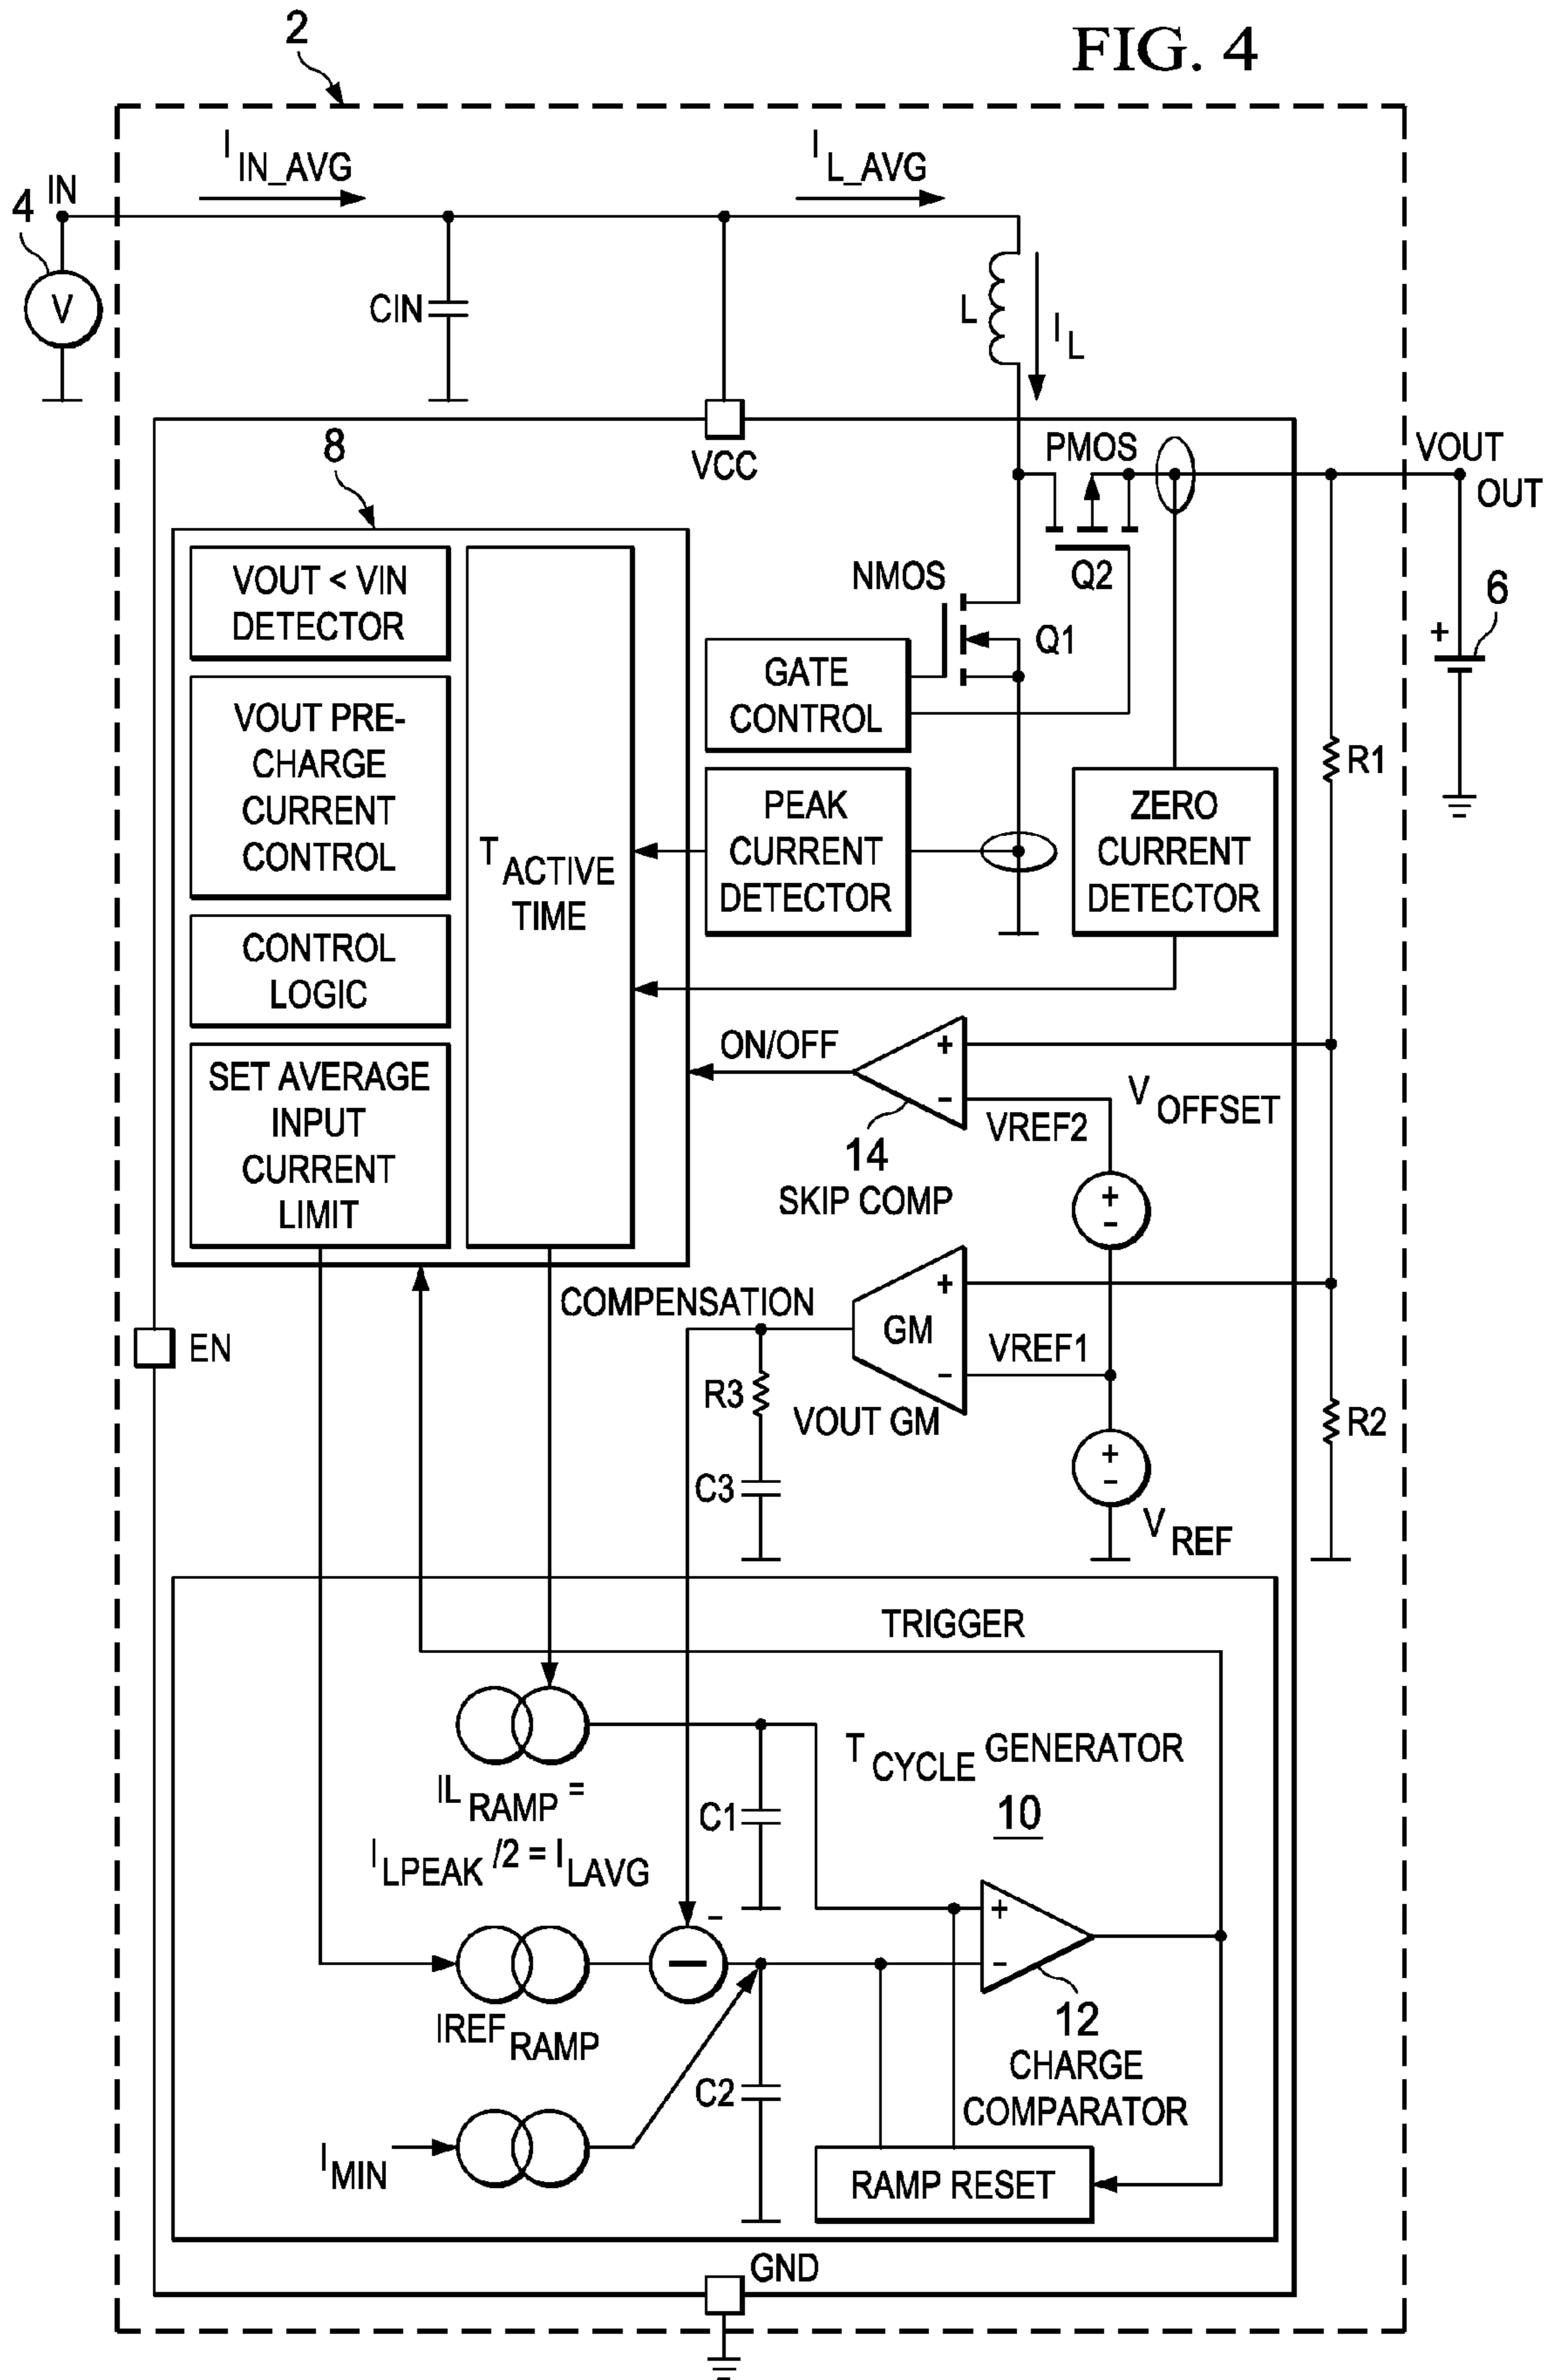 FIG. 4
2
I IN_AVG
I L_AVG
4
IN
V
CIN
L
I L
8
VCC
PMOS
VOUT
OUT
VOUT < VIN
DETECTOR
NMOS
Q2
6
+
Q1
VOUT PRE-
CHARGE
CURRENT
CONTROL
GATE
CONTROL
R1
T ACTIVE
TIME
PEAK
CURRENT
DETECTOR
ZERO
CURRENT
DETECTOR
CONTROL
LOGIC
ON/OFF
+
-
SET AVERAGE
INPUT
CURRENT
LIMIT
V OFFSET
VREF2
14
SKIP COMP
+
-
COMPENSATION
+
GM
-
VREF1
EN
R3
VOUT GM
R2
+
-
C3
V REF
TRIGGER
T CYCLE GENERATOR
10
IL RAMP =
I LPEAK /2 = I LAVG
C1
-
+
-
IREF RAMP
12
CHARGE
COMPARATOR
C2
I MIN
RAMP RESET
GND